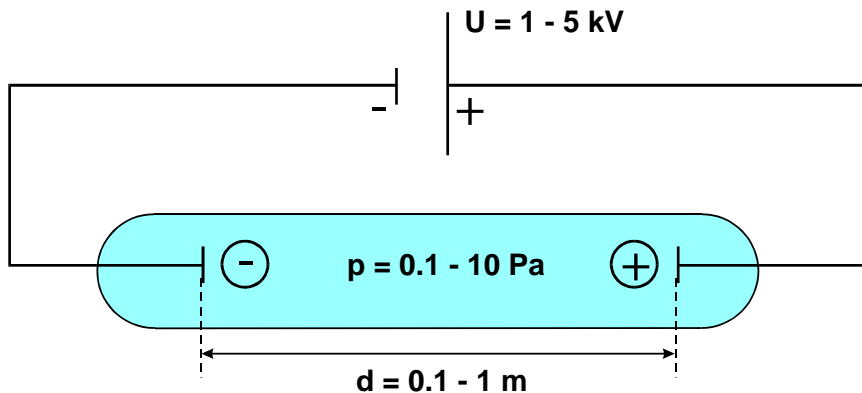 U = 1 - 5 kV
- +
- p = 0.1 - 10 Pa +
d = 0.1 - 1 m